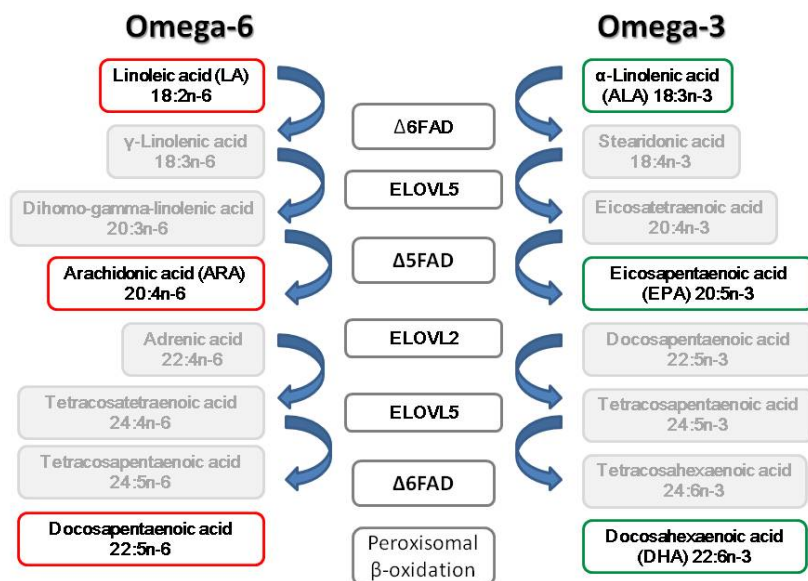 Omega-6
Linoleic acid (LA)
18:2n-6
γ-Linolenic acid
18:3n-6
Dihomo-gamma-linolenic acid
20:3n-6
Arachidonic acid (ARA)
20:4n-6
Adrenic acid
22:4n-6
Tetracosatetraenoic acid
24:4n-6
Tetracosapentaenoic acid
24:5n-6
Docosapentaenoic acid
22:5n-6
Δ6FAD
ELOVL5
Δ5FAD
ELOVL2
ELOVL5
Δ6FAD
Peroxisomal
β-oxidation
Omega-3
α-Linolenic acid
(ALA) 18:3n-3
Stearidonic acid
18:4n-3
Eicosatetraenoic acid
20:4n-3
Eicosapentaenoic acid
(EPA) 20:5n-3
Docosapentaenoic acid
22:5n-3
Tetracosapentaenoic acid
24:5n-3
Tetracosahexaenoic acid
24:6n-3
Docosahexaenoic acid
(DHA) 22:6n-3